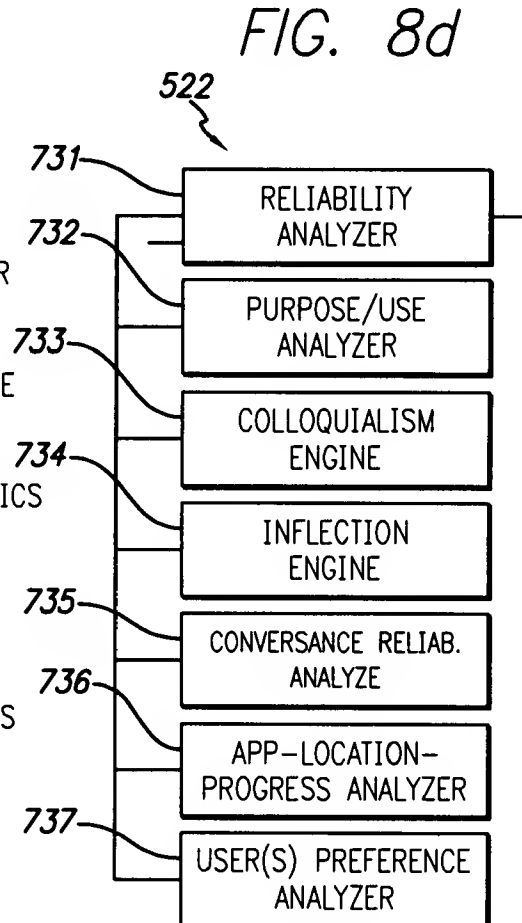 FIG. 8d
522
731
RELIABILITY
ANALYZER
732
R
PURPOSE/USE
ANALYZER
733
E
COLLOQUIALISM
ENGINE
734
ICS
INFLECTION
ENGINE
735
CONVERSANCE RELIAB.
ANALYZE
736
S
APP-LOCATION-
PROGRESS ANALYZER
737
USER(S) PREFERENCE
ANALYZER